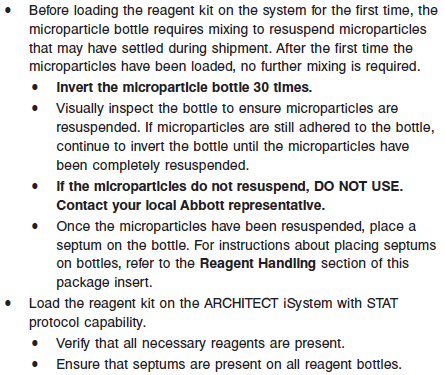 • Before loading the reagent kit on the system for the first time, the
microparticle bottle requires mixing to resuspend microparticles
that may have settled during shipment. After the first time the
microparticles have been loaded, no further mixing is required.
• Invert the microparticle bottle 30 times.
• Visually inspect the bottle to ensure microparticles are
resuspended. If microparticles are still adhered to the bottle,
continue to invert the bottle until the microparticles have
been completely resuspended.
• If the microparticles do not resuspend, DO NOT USE.
Contact your local Abbott representative.
• Once the microparticles have been resuspended, place a
septum on the bottle. For instructions about placing septums
on bottles, refer to the Reagent Handling section of this
package insert.
• Load the reagent kit on the ARCHITECT iSystem with STAT
protocol capability.
• Verify that all necessary reagents are present.
• Ensure that septums are present on all reagent bottles.